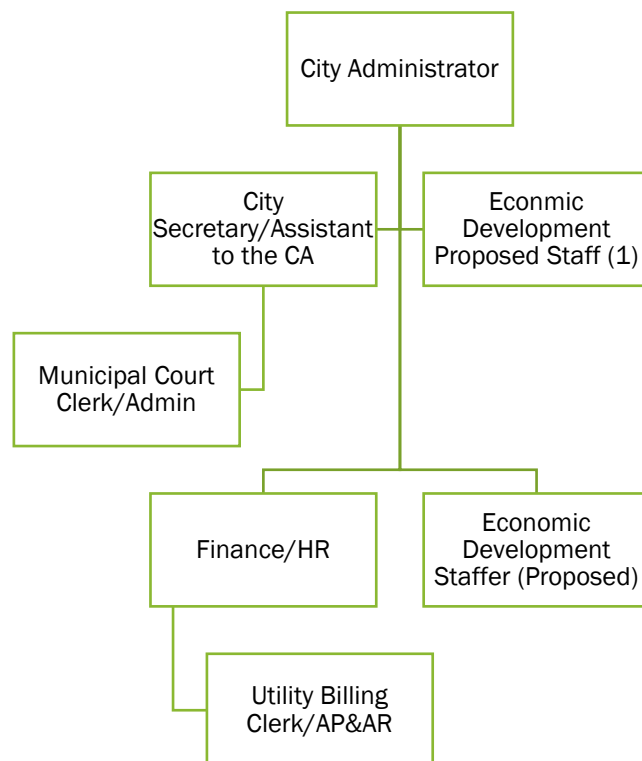 City Administrator
City
Secretary/Assistant
to the CA
Econmic
Development
Proposed Staff (1)
Municipal Court
Clerk/Admin
Finance/HR
Economic
Development
Staffer (Proposed)
Utility Billing
Clerk/AP&AR